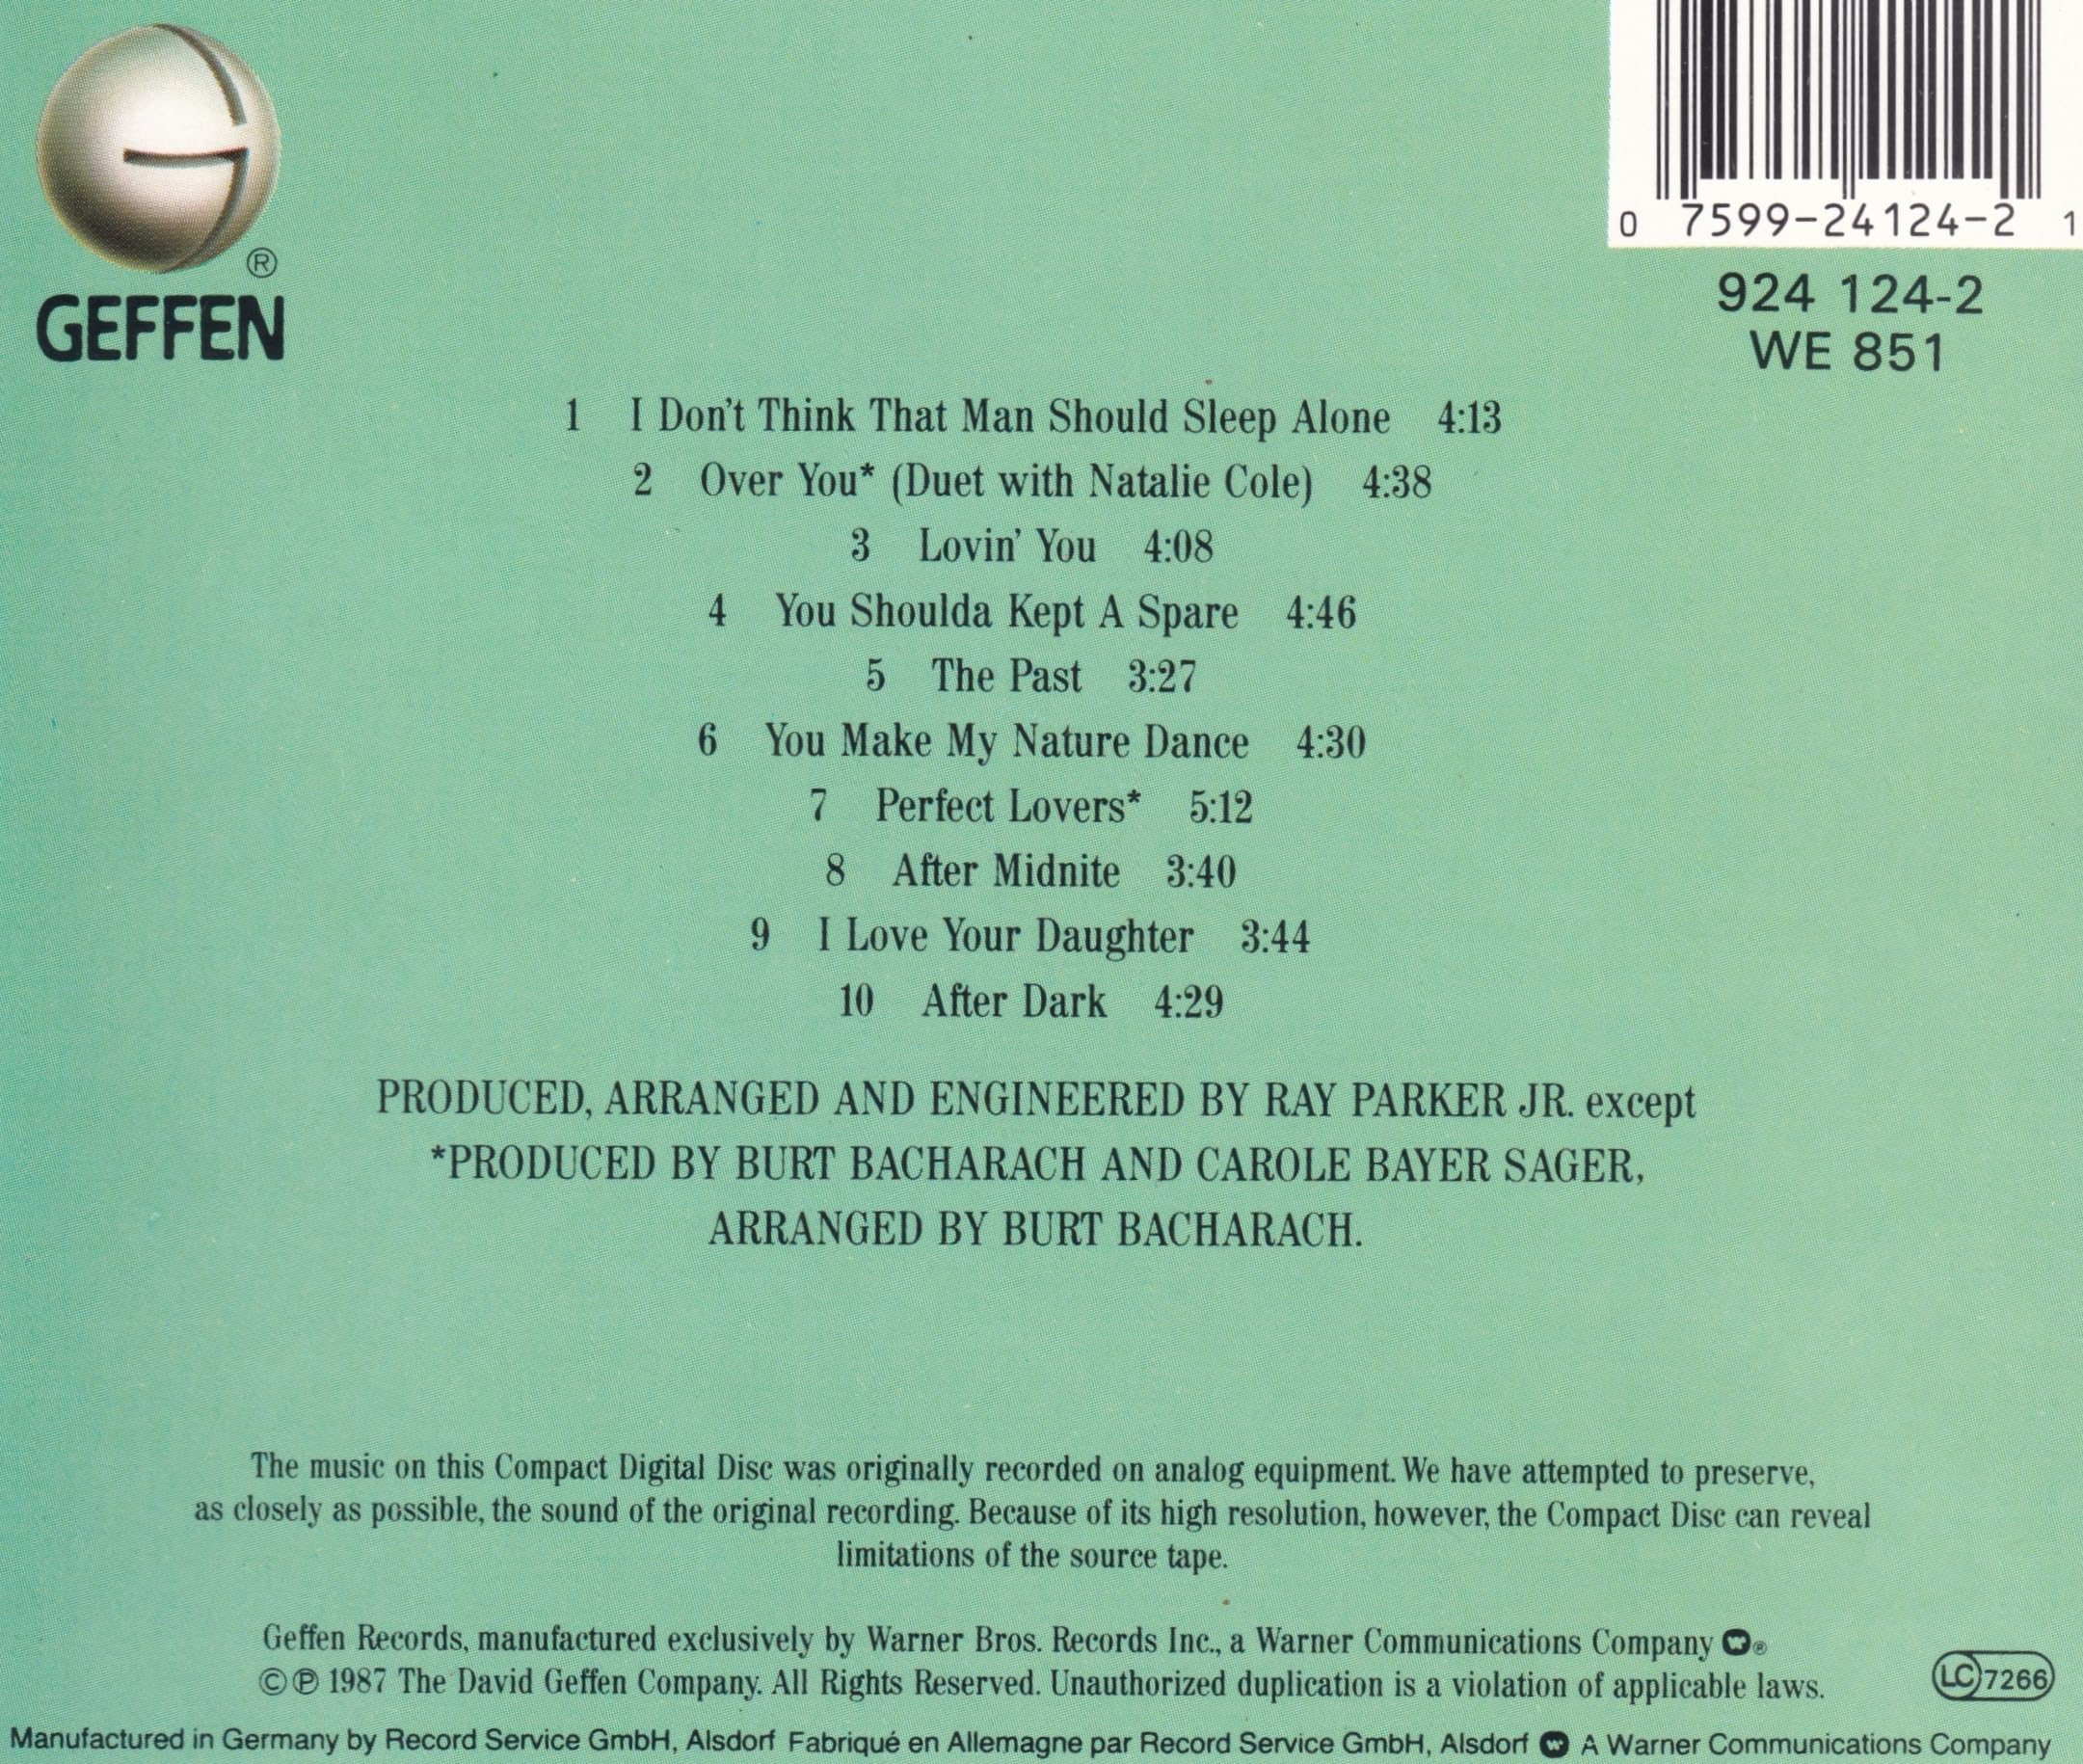 ®
GEFFEN
0 7599-24124-2 1
924 124-2
WE 851
1 I Don't Think That Man Should Sleep Alone 4:13
2 Over You* (Duet with Natalie Cole) 4:38
3 Lovin' You 4:08
4 You Shoulda Kept A Spare 4:46
5 The Past 3:27
6 You Make My Nature Dance 4:30
7 Perfect Lovers* 5:12
8 After Midnite 3:40
9 I Love Your Daughter 3:44
10 After Dark 4:29
PRODUCED, ARRANGED AND ENGINEERED BY RAY PARKER JR. except
*PRODUCED BY BURT BACHARACH AND CAROLE BAYER SAGER,
ARRANGED BY BURT BACHARACH.
The music on this Compact Digital Disc was originally recorded on analog equipment. We have attempted to preserve,
as closely as possible, the sound of the original recording. Because of its high resolution, however, the Compact Disc can reveal
limitations of the source tape.
Geffen Records, manufactured exclusively by Warner Bros. Records Inc., a Warner Communications Company ®
©℗ 1987 The David Geffen Company. All Rights Reserved. Unauthorized duplication is a violation of applicable laws.
LC 7266
Manufactured in Germany by Record Service GmbH, Alsdorf Fabriqué en Allemagne par Record Service GmbH, Alsdorf A Warner Communications Company